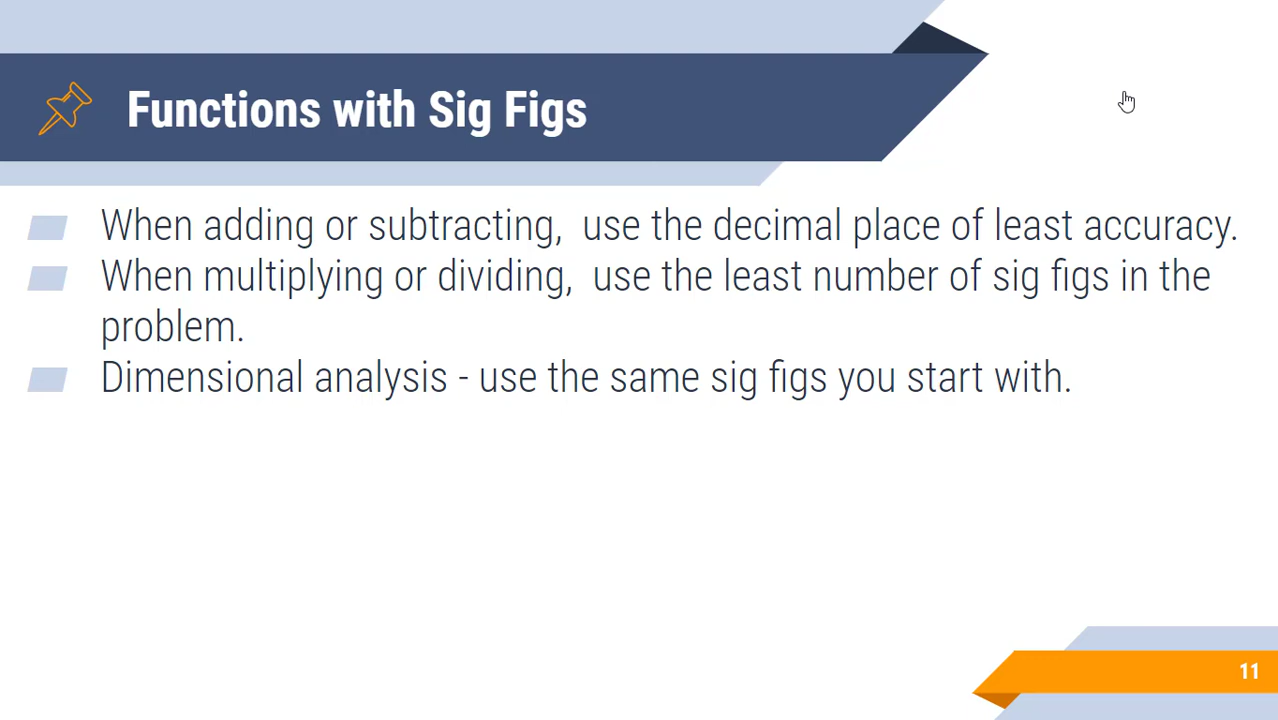 Functions with Sig Figs
When adding or subtracting,  use the decimal place of least accuracy.
When multiplying or dividing,  use the least number of sig figs in the
problem.
Dimensional analysis - use the same sig figs you start with.
11